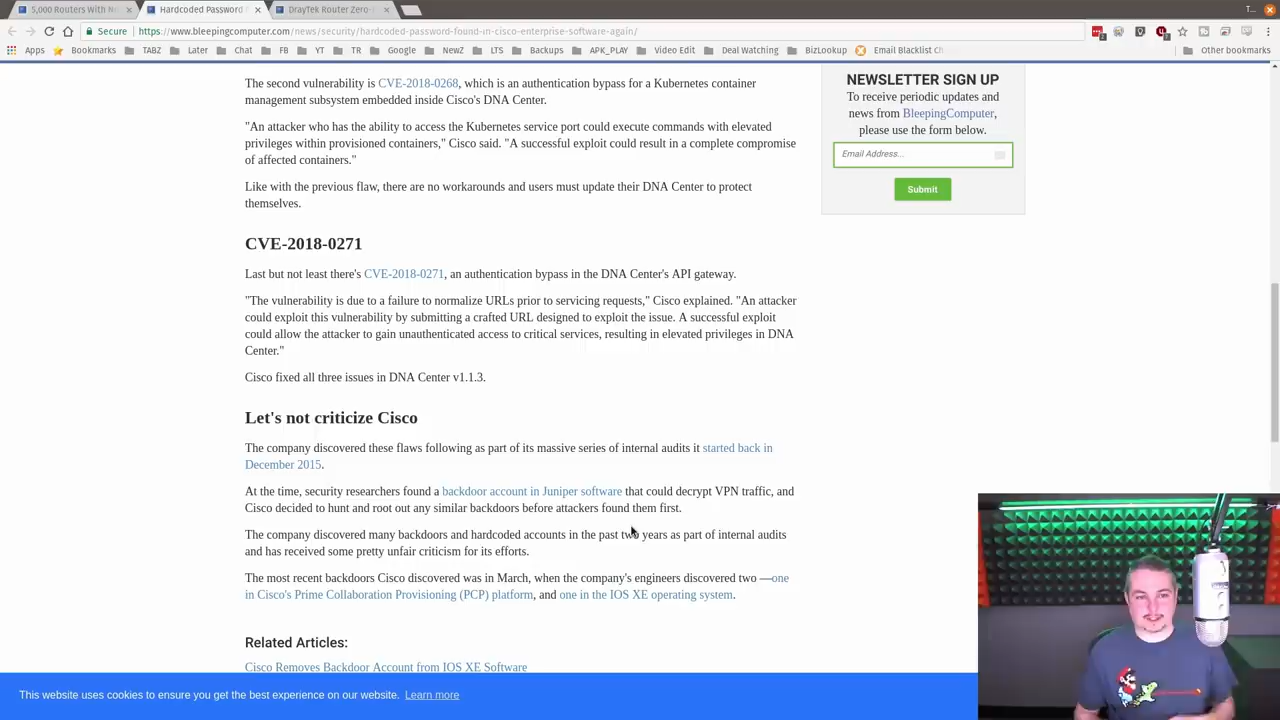 5,000 Routers With N
Hardcoded Password
DrayTek Router Zero-
T...
Secure
https://www.bleepingcomputer.com/news/security/hardcoded-password-found-in-cisco-enterprise-software-again/
Apps Bookmarks TABZ Later Chat FB YT TR Google NewZ LTS Backups APK_PLAY Video Edit Deal Watching BizLookup Email Blacklist Ch Other bookmarks
The second vulnerability is CVE-2018-0268, which is an authentication bypass for a Kubernetes container
management subsystem embedded inside Cisco's DNA Center.
"An attacker who has the ability to access the Kubernetes service port could execute commands with elevated
privileges within provisioned containers," Cisco said. "A successful exploit could result in a complete compromise
of affected containers."
Like with the previous flaw, there are no workarounds and users must update their DNA Center to protect
themselves.
CVE-2018-0271
Last but not least there's CVE-2018-0271, an authentication bypass in the DNA Center's API gateway.
"The vulnerability is due to a failure to normalize URLs prior to servicing requests," Cisco explained. "An attacker
could exploit this vulnerability by submitting a crafted URL designed to exploit the issue. A successful exploit
could allow the attacker to gain unauthenticated access to critical services, resulting in elevated privileges in DNA
Center."
Cisco fixed all three issues in DNA Center v1.1.3.
Let's not criticize Cisco
The company discovered these flaws following as part of its massive series of internal audits it started back in
December 2015.
At the time, security researchers found a backdoor account in Juniper software that could decrypt VPN traffic, and
Cisco decided to hunt and root out any similar backdoors before attackers found them first.
The company discovered many backdoors and hardcoded accounts in the past two years as part of internal audits
and has received some pretty unfair criticism for its efforts.
The most recent backdoors Cisco discovered was in March, when the company's engineers discovered two —one
in Cisco's Prime Collaboration Provisioning (PCP) platform, and one in the IOS XE operating system.
Related Articles:
Cisco Removes Backdoor Account from IOS XE Software
NEWSLETTER SIGN UP
To receive periodic updates and
news from BleepingComputer,
please use the form below.
Email Address...
Submit
This website uses cookies to ensure you get the best experience on our website. Learn more